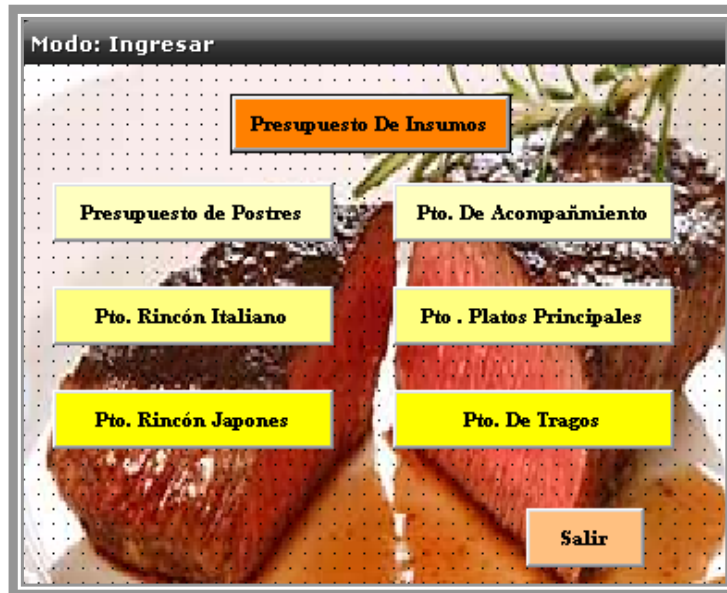 Modo: Ingresar
Presupuesto De Insumos
Presupuesto de Postres
Pto. De Acompañmiento
Pto. Rincón Italiano
Pto . Platos Principales
Pto. Rincón Japones
Pto. De Tragos
Salir